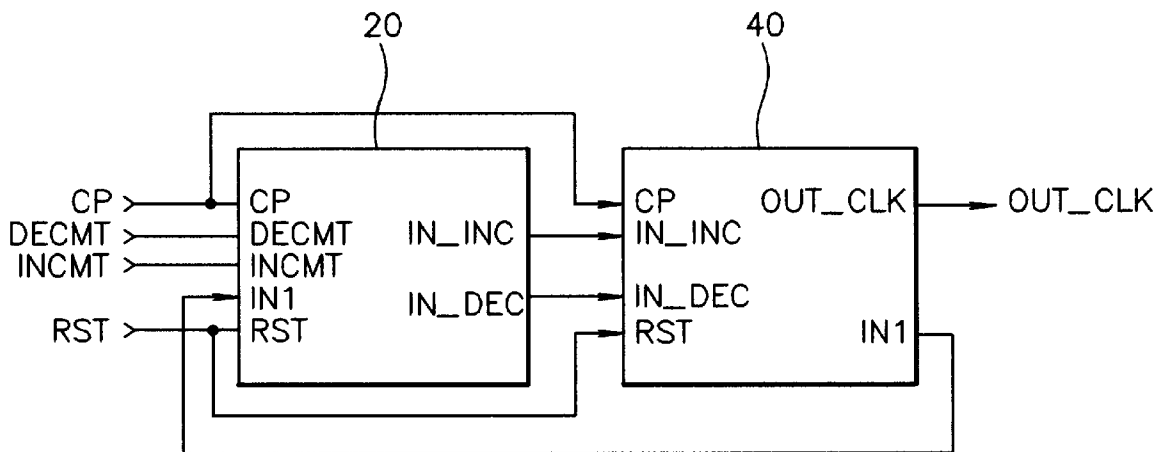 20
40
CP
DECMT
INCMT
RST
CP
DECMT
INCMT
IN1
RST
IN_INC
IN_DEC
CP
IN_INC
IN_DEC
RST
OUT_CLK
IN1
OUT_CLK